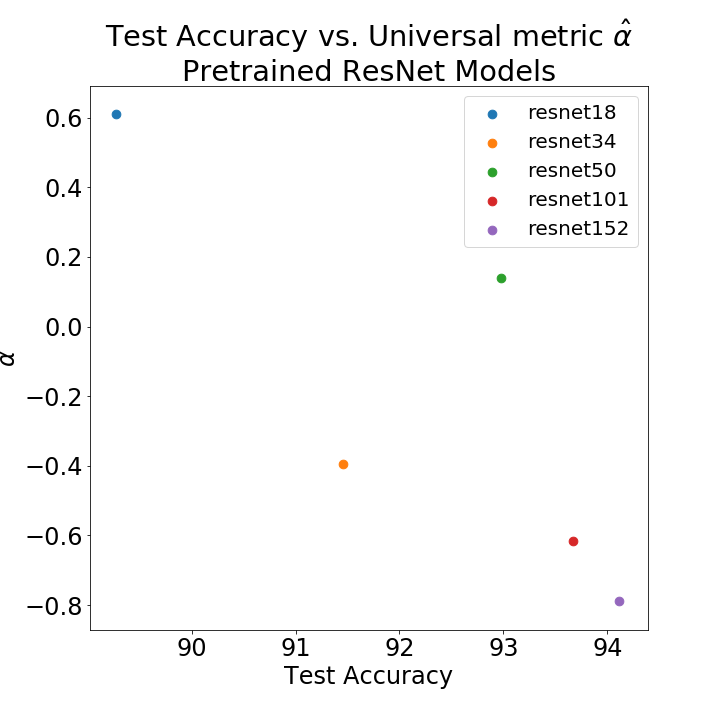 Test Accuracy vs. Universal metric α̂
Pretrained ResNet Models
resnet18
resnet34
resnet50
resnet101
resnet152
0.6
0.4
0.2
0.0
−0.2
−0.4
−0.6
−0.8
α
90 91 92 93 94
Test Accuracy